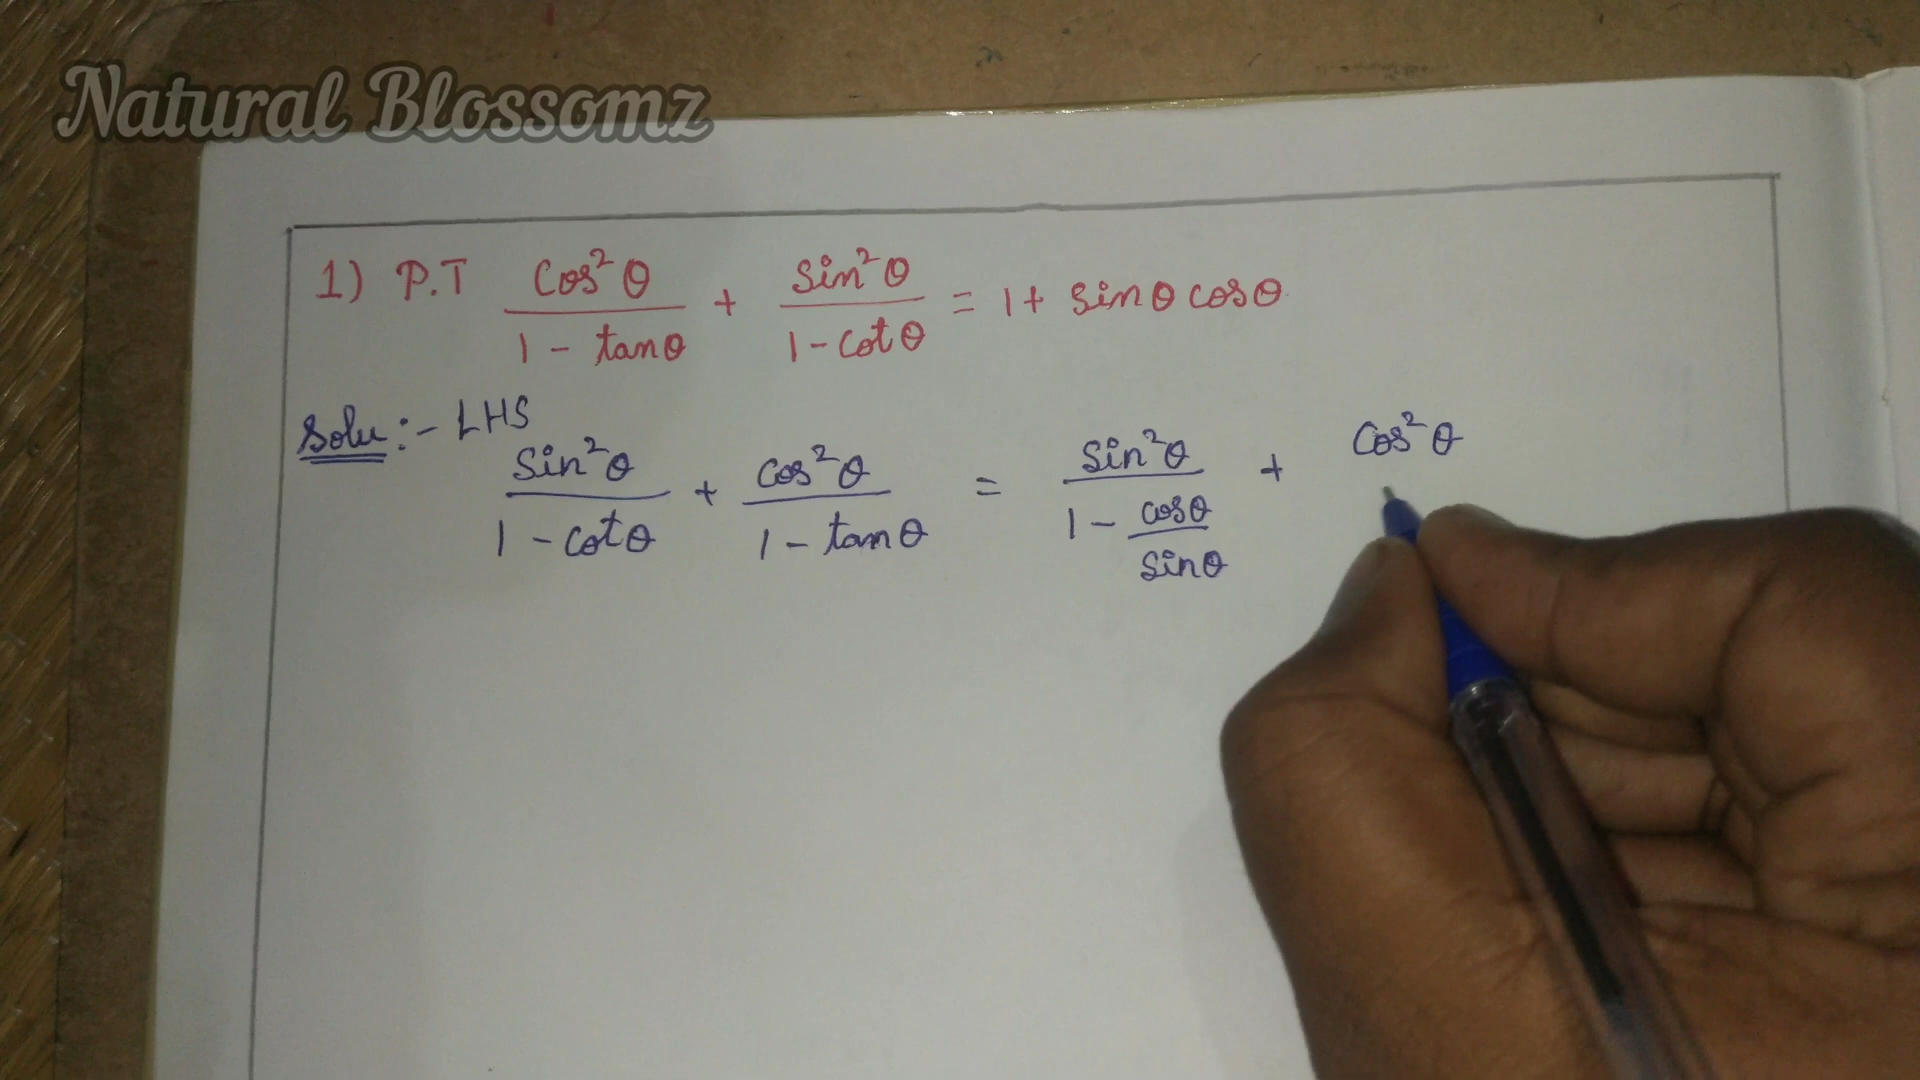 Natural Blossomz
1) P.T Cos²θ / 1 - tanθ + Sin²θ / 1 - cotθ = 1 + sinθ cosθ
Solu :- LHS
Sin²θ / 1 - cotθ + cos²θ / 1 - tanθ = Sin²θ / 1 - cosθ / sinθ + Cos²θ